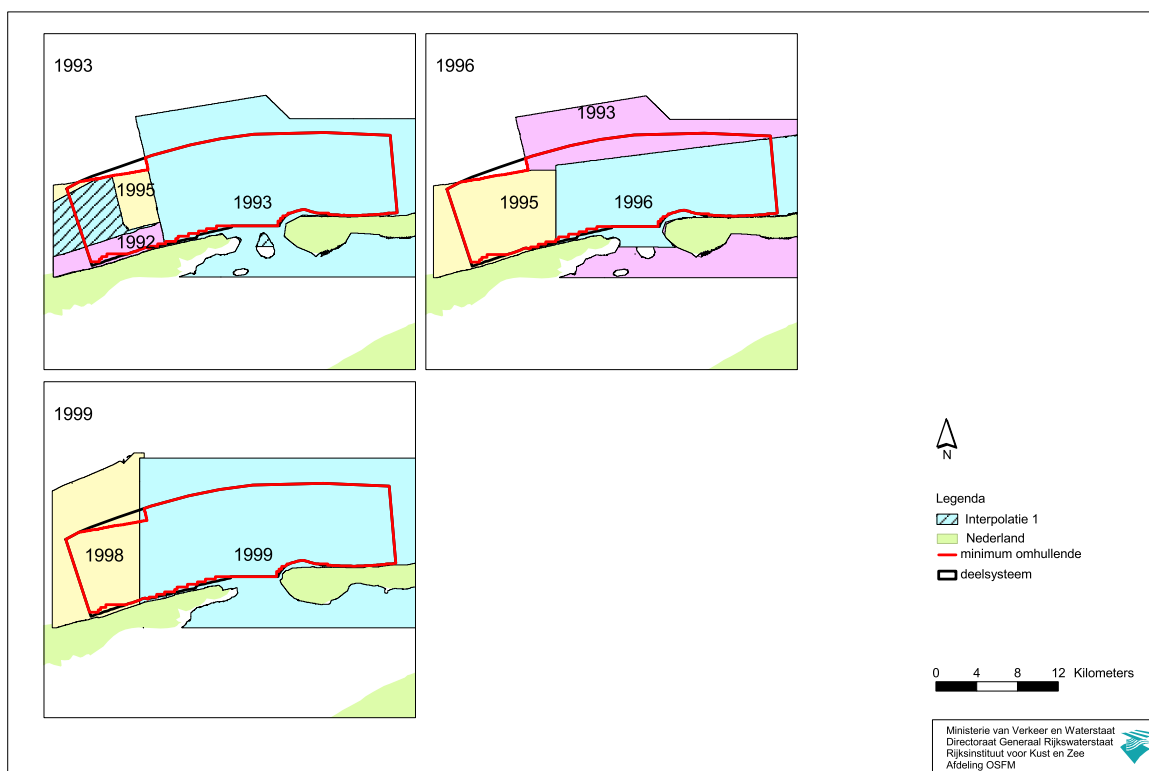 1993
1995
1993
1992
1996
1993
1995
1996
1999
1998
1999
N
Legenda
Interpolatie 1
Nederland
minimum omhullende
deelsysteem
0 4 8 12 Kilometers
Ministerie van Verkeer en Waterstaat
Directoraat Generaal Rijkswaterstaat
Rijksinstituut voor Kust en Zee
Afdeling OSFM